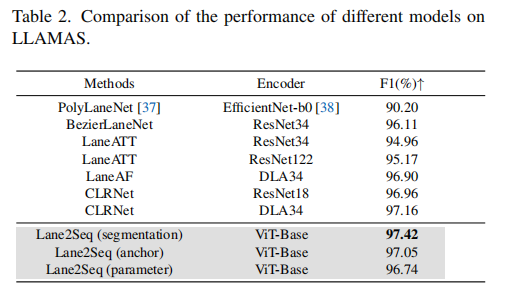 Table 2. Comparison of the performance of different models on
LLAMAS.
Methods Encoder F1(%)↑
PolyLaneNet [37] EfficientNet-b0 [38] 90.20
BezierLaneNet ResNet34 96.11
LaneATT ResNet34 94.96
LaneATT ResNet122 95.17
LaneAF DLA34 96.90
CLRNet ResNet18 96.96
CLRNet DLA34 97.16
Lane2Seq (segmentation) ViT-Base 97.42
Lane2Seq (anchor) ViT-Base 97.05
Lane2Seq (parameter) ViT-Base 96.74